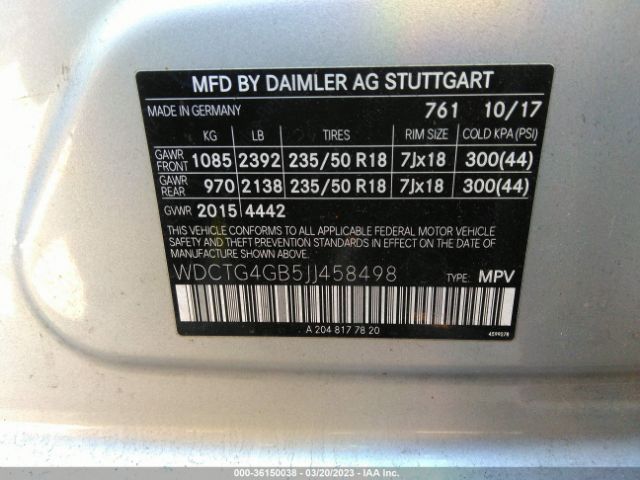 MFD BY DAIMLER AG STUTTGART
MADE IN GERMANY 761 10/17
KG LB TIRES RIM SIZE COLD KPA (PSI)
GAWR FRONT 1085 2392 235/50 R18 7Jx18 300(44)
GAWR REAR 970 2138 235/50 R18 7Jx18 300(44)
GVWR 2015 4442
THIS VEHICLE CONFORMS TO ALL APPLICABLE FEDERAL MOTOR VEHICLE
SAFETY AND THEFT PREVENTION STANDARDS IN EFFECT ON THE DATE OF
MANUFACTURE SHOWN ABOVE.
WDCTG4GB5JJ458498 TYPE: MPV
A 204 817 78 20 4599078
000-36150038 - 03/20/2023 - IAA Inc.